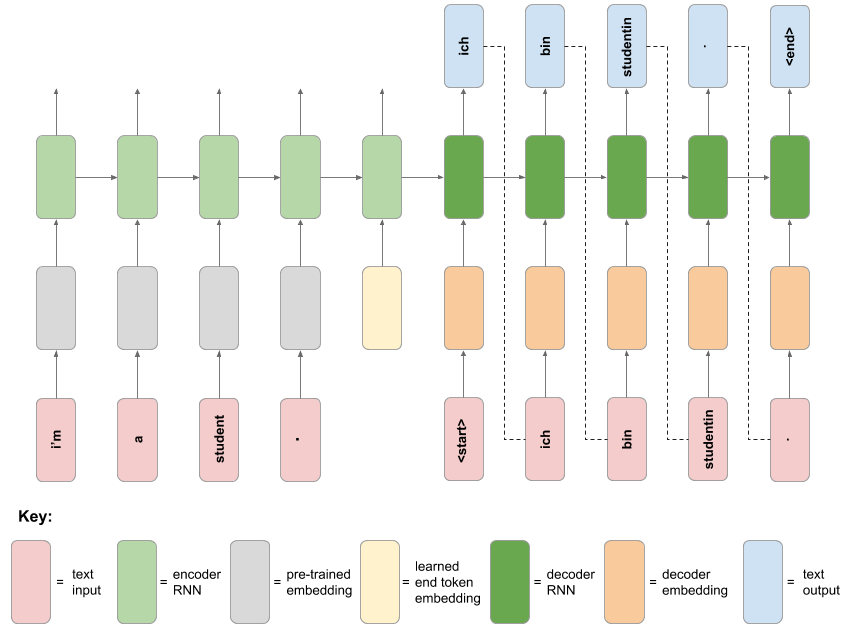 ich
bin
studentin
.
<end>
i'm
a
student
.
<start>
ich
bin
studentin
.
Key:
= text
input
= encoder
RNN
= pre-trained
embedding
= learned
end token
embedding
= decoder
RNN
= decoder
embedding
= text
output